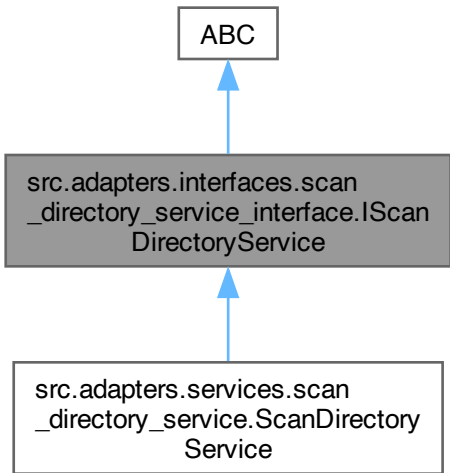 ABC
src.adapters.interfaces.scan
_directory_service_interface.IScan
DirectoryService
src.adapters.services.scan
_directory_service.ScanDirectory
Service